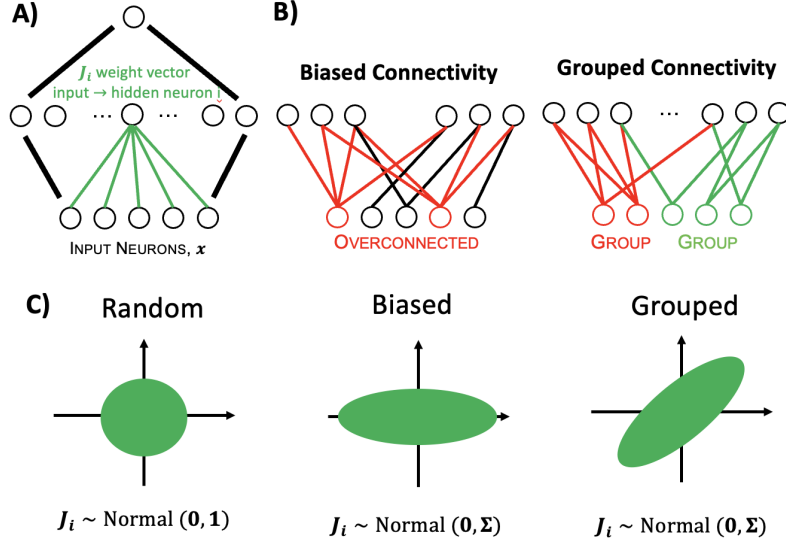 A)
J_i weight vector
input → hidden neuron i
... ...
INPUT NEURONS, x
B)
Biased Connectivity
...
OVERCONNECTED
Grouped Connectivity
...
GROUP GROUP
C)
Random
J_i ~ Normal (0, 1)
Biased
J_i ~ Normal (0, Σ)
Grouped
J_i ~ Normal (0, Σ)